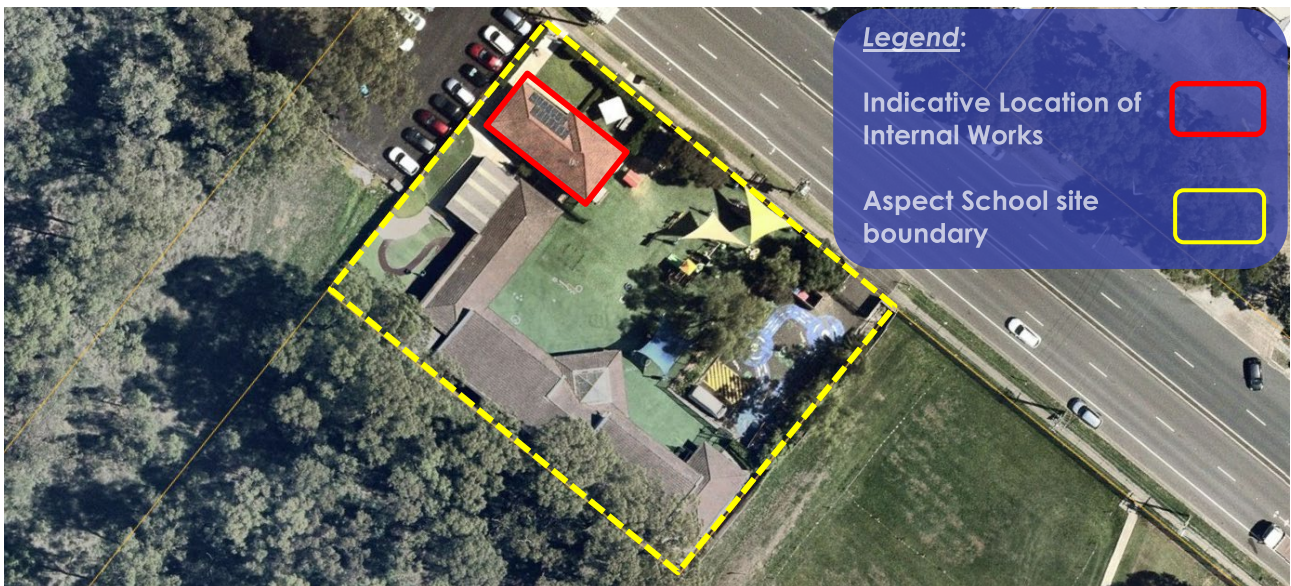 Legend:
Indicative Location of
Internal Works
Aspect School site
boundary